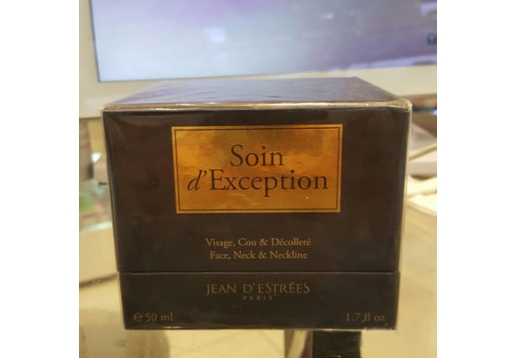 Soin
d'Exception
Visage, Cou & Décolleté
Face, Neck & Neckline
JEAN D'ESTRÉES
PARIS
℮50 ml 1.7 fl oz